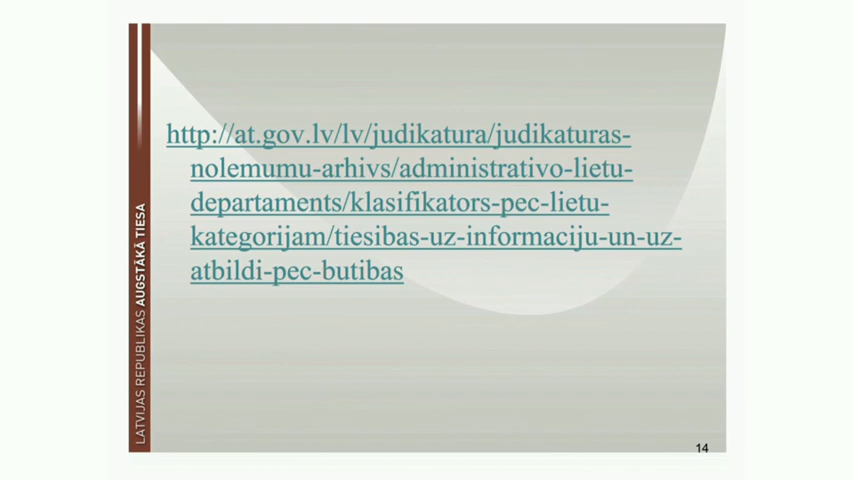 http://at.gov.lv/lv/judikatura/judikaturas-
nolemumu-arhivs/administrativo-lietu-
departaments/klasifikators-pec-lietu-
kategorijam/tiesibas-uz-informaciju-un-uz-
atbildi-pec-butibas
LATVIJAS REPUBLIKAS AUGSTĀKĀ TIESA
14